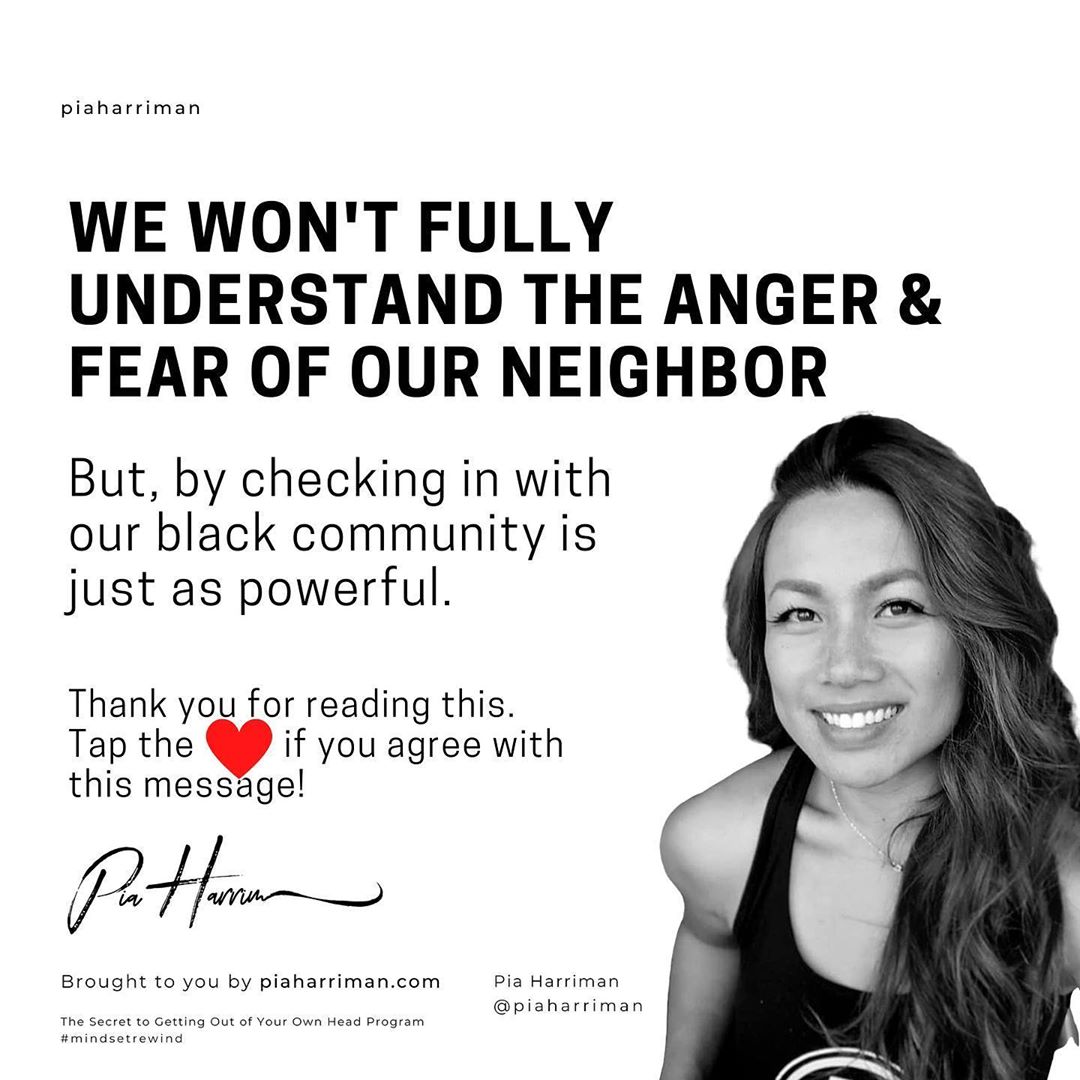 piaharriman
WE WON'T FULLY
UNDERSTAND THE ANGER &
FEAR OF OUR NEIGHBOR
But, by checking in with
our black community is
just as powerful.
Thank you for reading this.
Tap the ❤ if you agree with
this message!
Pia Harriman
Brought to you by piaharriman.com
The Secret to Getting Out of Your Own Head Program
#mindsetrewind
Pia Harriman
@piaharriman